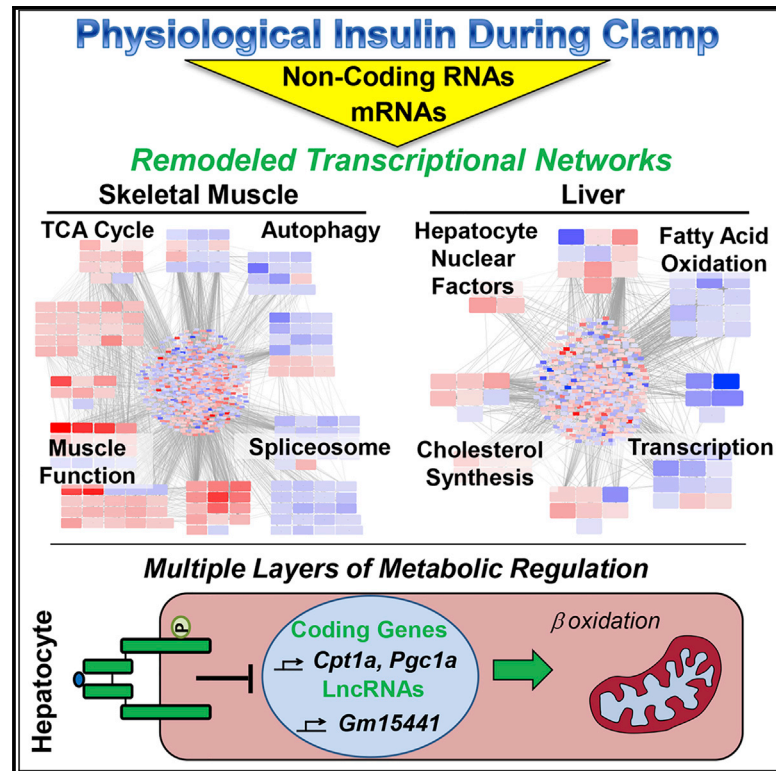 Physiological Insulin During Clamp
Non-Coding RNAs
mRNAs
Remodeled Transcriptional Networks
Skeletal Muscle
Liver
TCA Cycle
Autophagy
Muscle
Function
Spliceosome
Hepatocyte
Nuclear
Factors
Fatty Acid
Oxidation
Cholesterol
Synthesis
Transcription
Multiple Layers of Metabolic Regulation
Hepatocyte
P
Coding Genes
Cpt1a, Pgc1a
LncRNAs
Gm15441
β oxidation